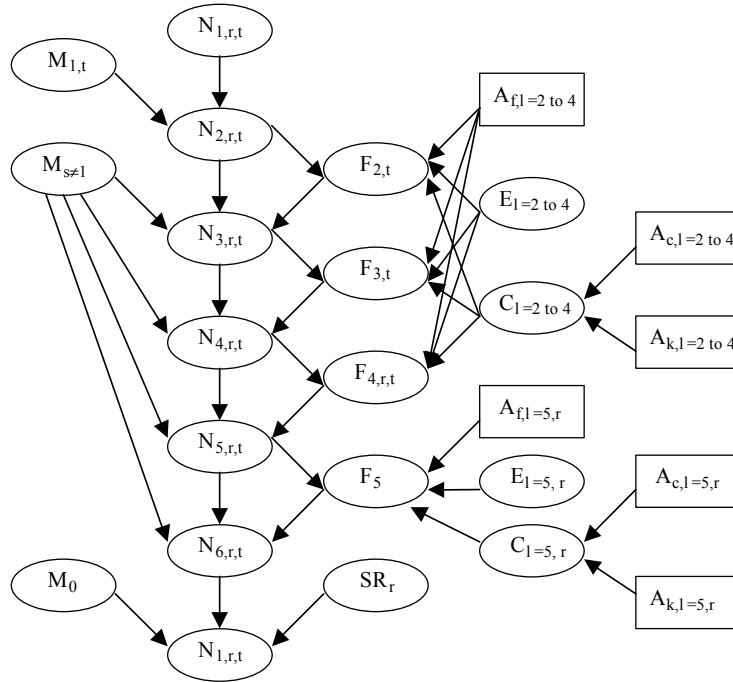 N1,r,t
M1,t
N2,r,t
Af,l=2 to 4
Ms≠1
F2,t
El=2 to 4
N3,r,t
Ac,l=2 to 4
F3,t
Cl=2 to 4
N4,r,t
Ak,l=2 to 4
F4,r,t
Af,l=5,r
N5,r,t
F5
El=5, r
Ac,l=5,r
N6,r,t
Cl=5, r
M0
SRr
Ak,l=5,r
N1,r,t